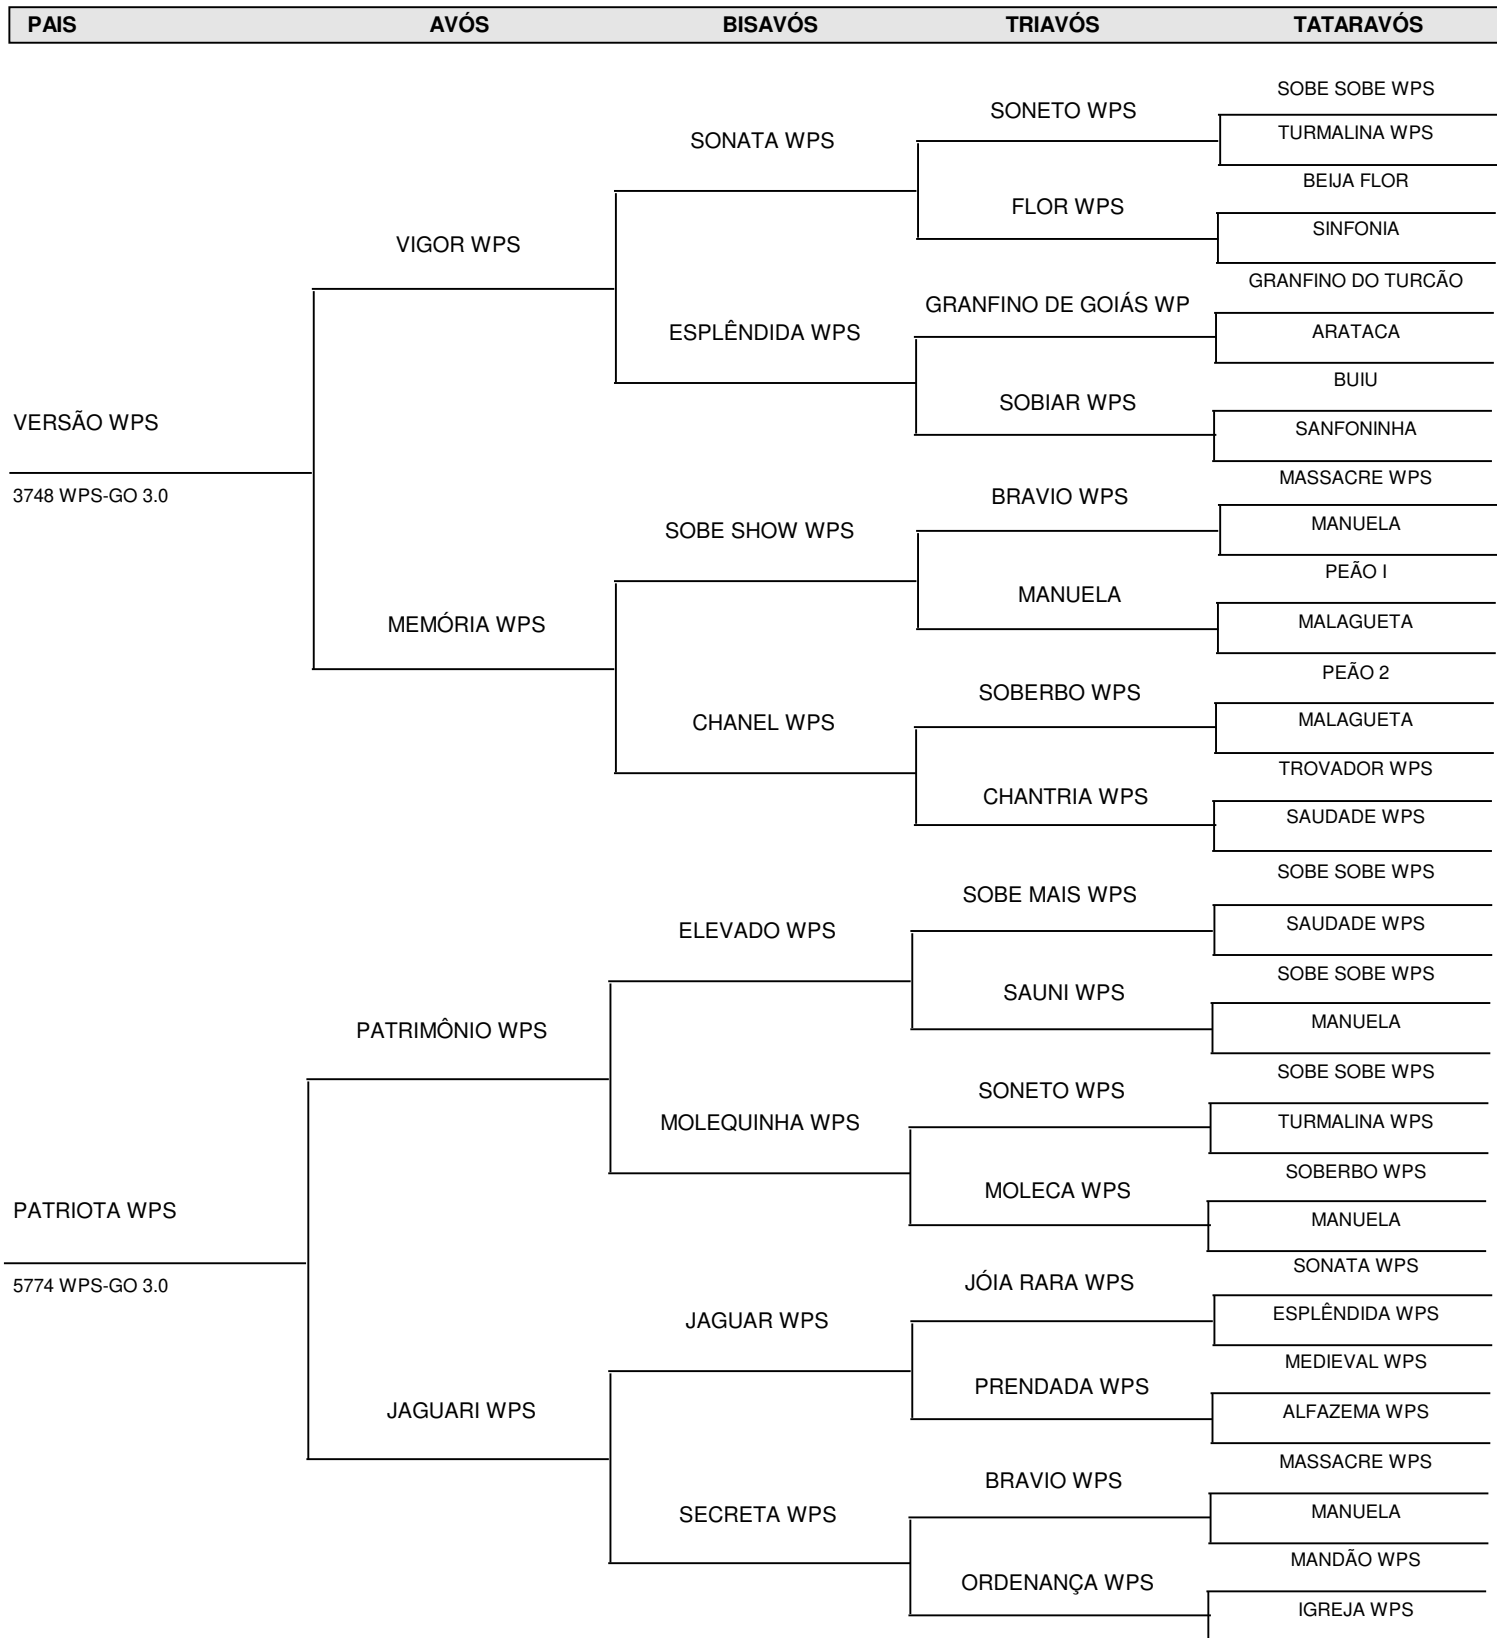 PAIS AVÓS BISAVÓS TRIAVÓS TATARAVÓS
SOBE SOBE WPS
SONETO WPS
TURMALINA WPS
SONATA WPS
BEIJA FLOR
FLOR WPS
SINFONIA
VIGOR WPS
GRANFINO DO TURCÃO
GRANFINO DE GOIÁS WP
ARATACA
ESPLÊNDIDA WPS
BUIU
SOBIAR WPS
VERSÃO WPS
SANFONINHA
MASSACRE WPS
3748 WPS-GO 3.0
BRAVIO WPS
MANUELA
SOBE SHOW WPS
PEÃO I
MANUELA
MALAGUETA
MEMÓRIA WPS
PEÃO 2
SOBERBO WPS
MALAGUETA
CHANEL WPS
TROVADOR WPS
CHANTRIA WPS
SAUDADE WPS
SOBE SOBE WPS
SOBE MAIS WPS
SAUDADE WPS
ELEVADO WPS
SOBE SOBE WPS
SAUNI WPS
MANUELA
PATRIMÔNIO WPS
SOBE SOBE WPS
SONETO WPS
TURMALINA WPS
MOLEQUINHA WPS
SOBERBO WPS
MOLECA WPS
PATRIOTA WPS
MANUELA
SONATA WPS
5774 WPS-GO 3.0
JÓIA RARA WPS
ESPLÊNDIDA WPS
JAGUAR WPS
MEDIEVAL WPS
PRENDADA WPS
JAGUARI WPS
ALFAZEMA WPS
MASSACRE WPS
BRAVIO WPS
MANUELA
SECRETA WPS
MANDÃO WPS
ORDENANÇA WPS
IGREJA WPS